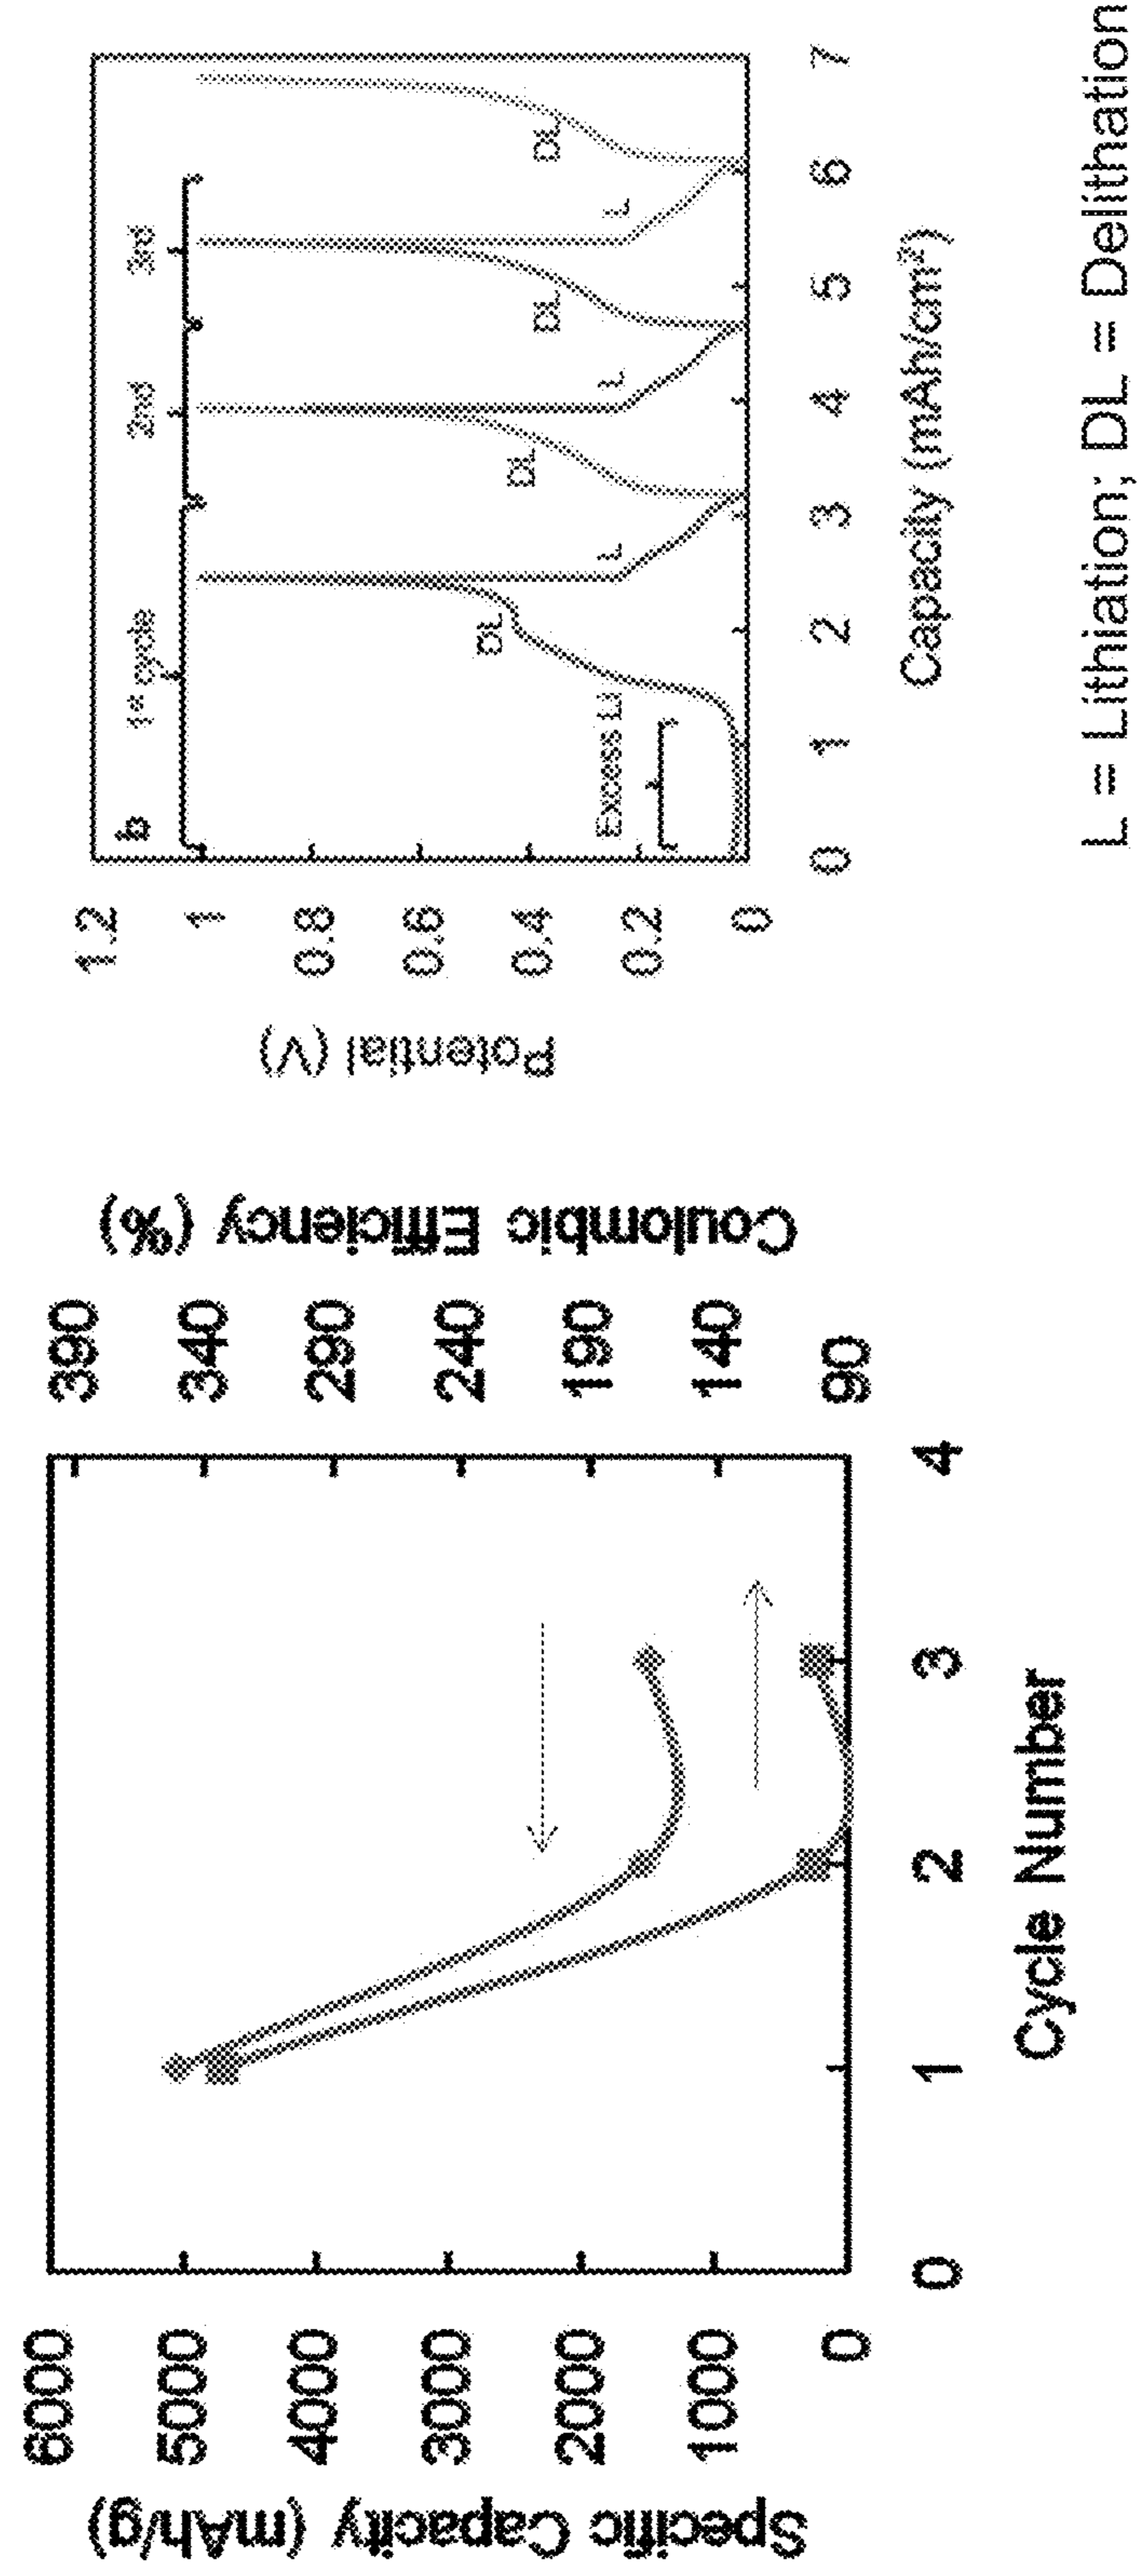 Specific Capacity (mAh/g)
6000
5000
4000
3000
2000
1000
0
0
1
2
3
4
Cycle Number
390
340
290
240
190
140
90
Coulombic Efficiency (%)
Potential (V)
1.2
1
0.8
0.6
0.4
0.2
0
b
1st cycle
2nd
3rd
Excess Li
DL
L
DL
L
DL
L
DL
0
1
2
3
4
5
6
7
Capacity (mAh/cm²)
L = Lithiation; DL = Delithation